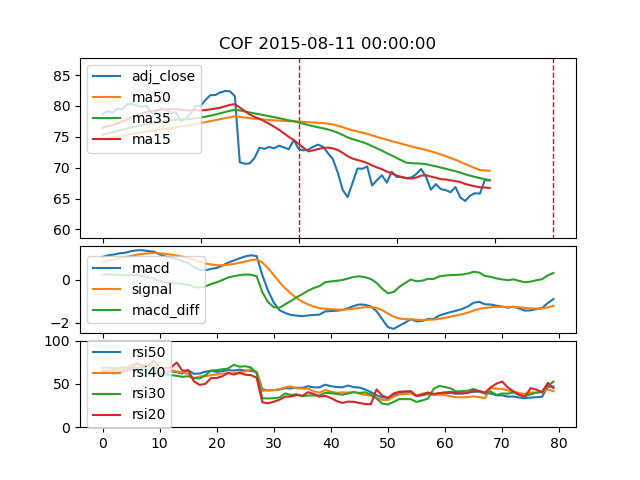 COF 2015-08-11 00:00:00
85
80
75
70
65
60
adj_close
ma50
ma35
ma15
0
−2
macd
signal
macd_diff
100
50
0
rsi50
rsi40
rsi30
rsi20
0 10 20 30 40 50 60 70 80